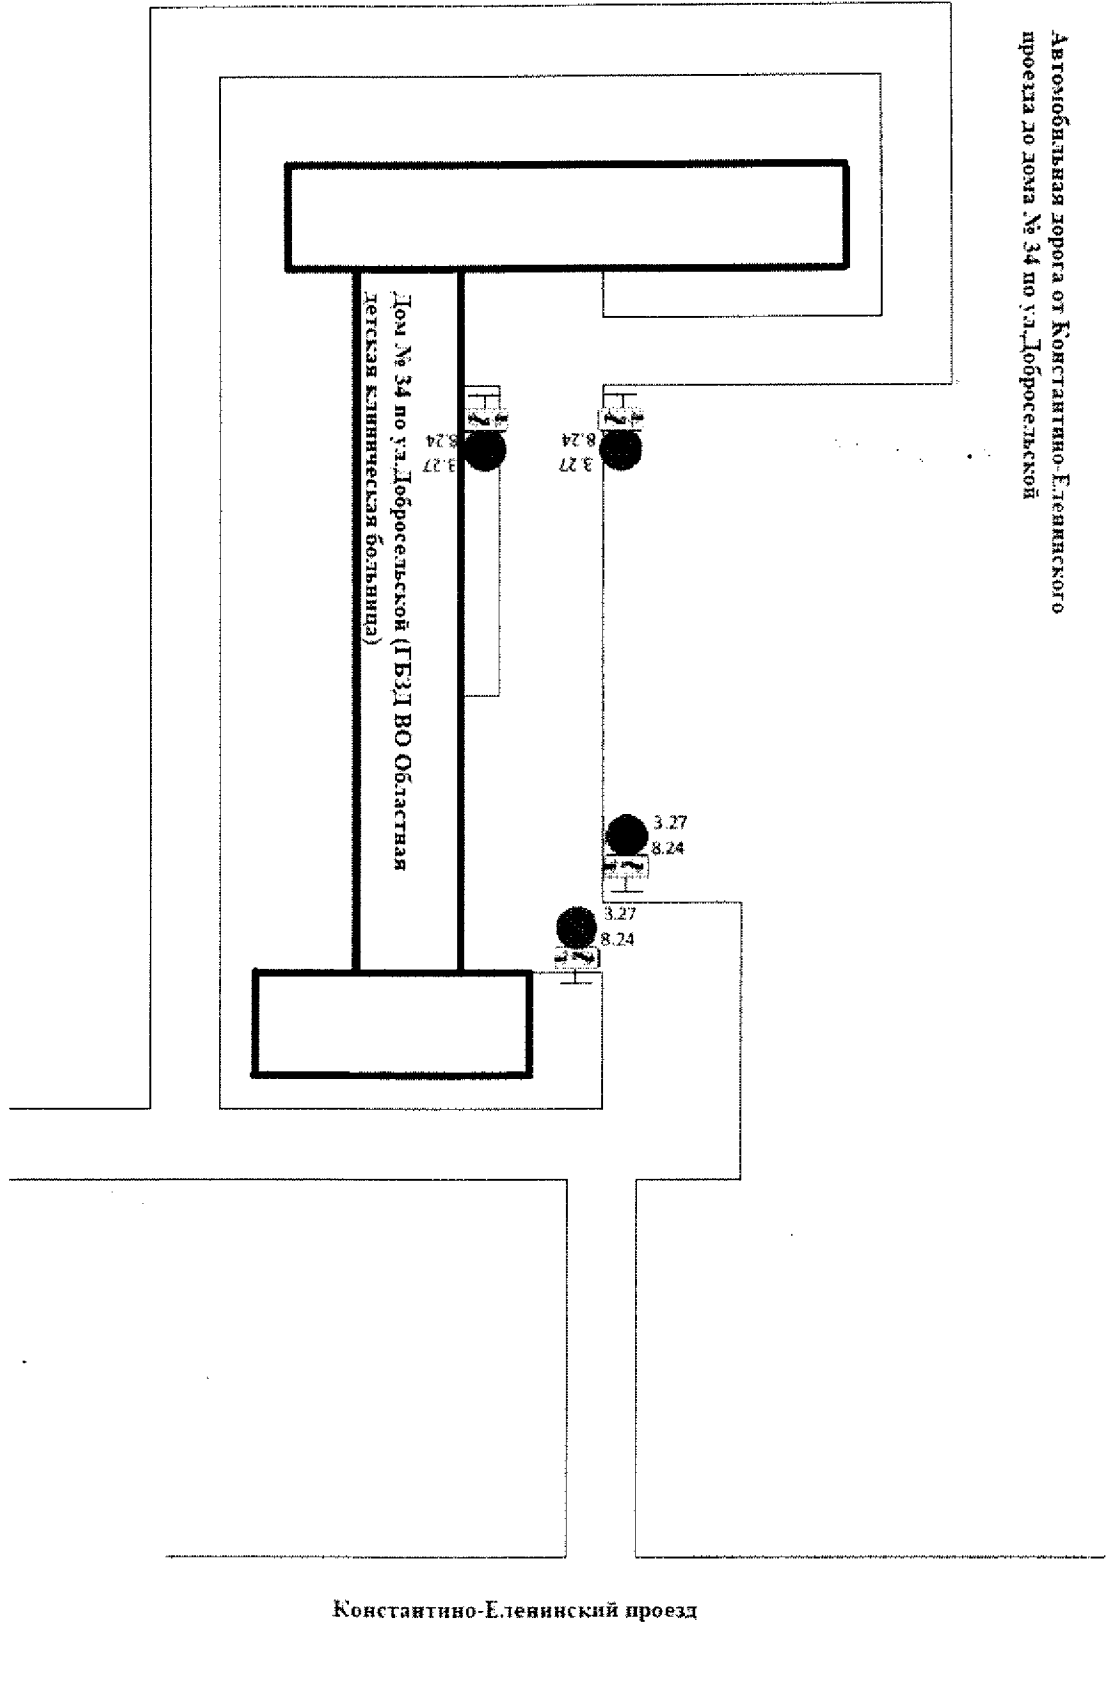 Автомобильная дорога от Константино-Еленинского
проезда до дома № 34 по ул.Добросельской
Дом № 34 по ул.Добросельской (ГБЗД ВО Областная
детская клиническая больница)
8.24
3.27
8.24
3.27
3.27
8.24
3.27
8.24
Константино-Еленинский проезд